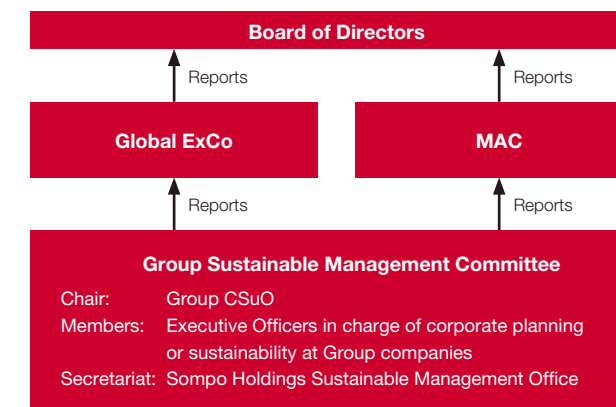 Board of Directors
Reports Reports
Global ExCo MAC
Reports Reports
Group Sustainable Management Committee
Chair: Group CSuO
Members: Executive Officers in charge of corporate planning
or sustainability at Group companies
Secretariat: Sompo Holdings Sustainable Management Office